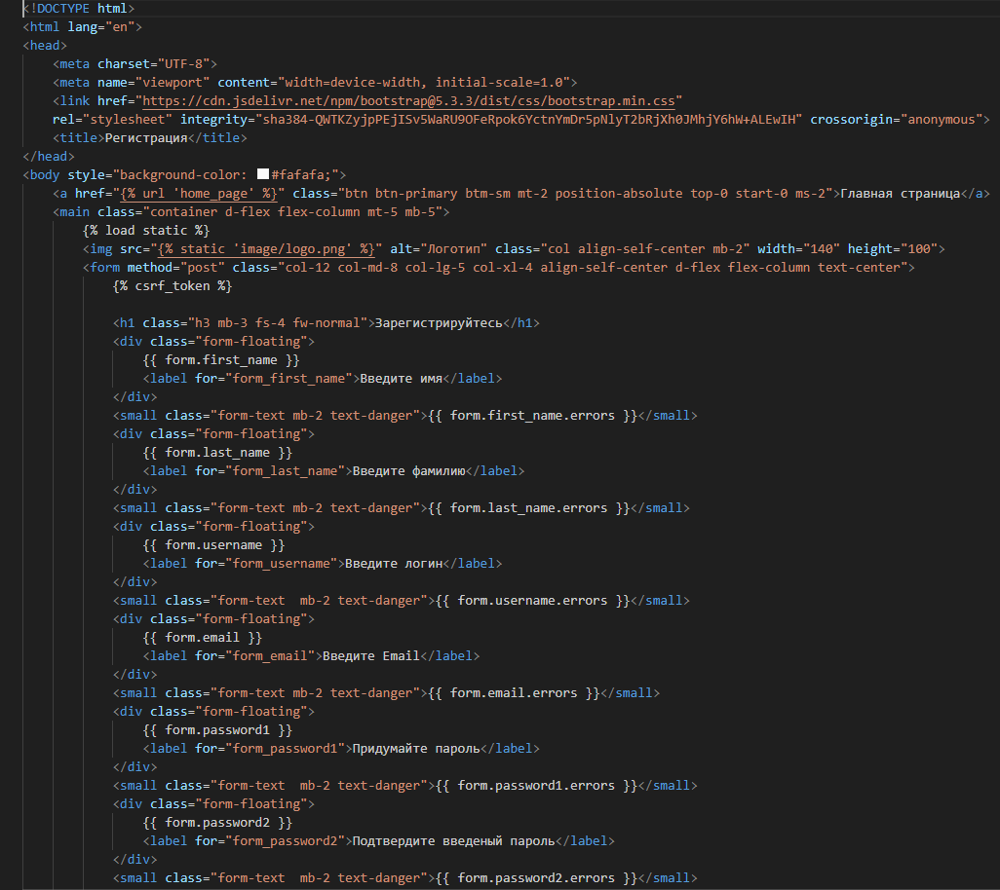 <!DOCTYPE html>
<html lang="en">
<head>
    <meta charset="UTF-8">
    <meta name="viewport" content="width=device-width, initial-scale=1.0">
    <link href="https://cdn.jsdelivr.net/npm/bootstrap@5.3.3/dist/css/bootstrap.min.css"
    rel="stylesheet" integrity="sha384-QWTKZyjpPEjISv5WaRU9OFeRpok6YctnYmDr5pNlyT2bRjXh0JMhjY6hW+ALEwIH" crossorigin="anonymous">
    <title>Регистрация</title>
</head>
<body style="background-color: #fafafa;">
    <a href="{% url 'home_page' %}" class="btn btn-primary btm-sm mt-2 position-absolute top-0 start-0 ms-2">Главная страница</a>
    <main class="container d-flex flex-column mt-5 mb-5">
        {% load static %}
        <img src="{% static 'image/logo.png' %}" alt="Логотип" class="col align-self-center mb-2" width="140" height="100">
        <form method="post" class="col-12 col-md-8 col-lg-5 col-xl-4 align-self-center d-flex flex-column text-center">
            {% csrf_token %}

            <h1 class="h3 mb-3 fs-4 fw-normal">Зарегистрируйтесь</h1>
            <div class="form-floating">
                {{ form.first_name }}
                <label for="form_first_name">Введите имя</label>
            </div>
            <small class="form-text mb-2 text-danger">{{ form.first_name.errors }}</small>
            <div class="form-floating">
                {{ form.last_name }}
                <label for="form_last_name">Введите фамилию</label>
            </div>
            <small class="form-text mb-2 text-danger">{{ form.last_name.errors }}</small>
            <div class="form-floating">
                {{ form.username }}
                <label for="form_username">Введите логин</label>
            </div>
            <small class="form-text  mb-2 text-danger">{{ form.username.errors }}</small>
            <div class="form-floating">
                {{ form.email }}
                <label for="form_email">Введите Email</label>
            </div>
            <small class="form-text mb-2 text-danger">{{ form.email.errors }}</small>
            <div class="form-floating">
                {{ form.password1 }}
                <label for="form_password1">Придумайте пароль</label>
            </div>
            <small class="form-text  mb-2 text-danger">{{ form.password1.errors }}</small>
            <div class="form-floating">
                {{ form.password2 }}
                <label for="form_password2">Подтвердите введеный пароль</label>
            </div>
            <small class="form-text  mb-2 text-danger">{{ form.password2.errors }}</small>